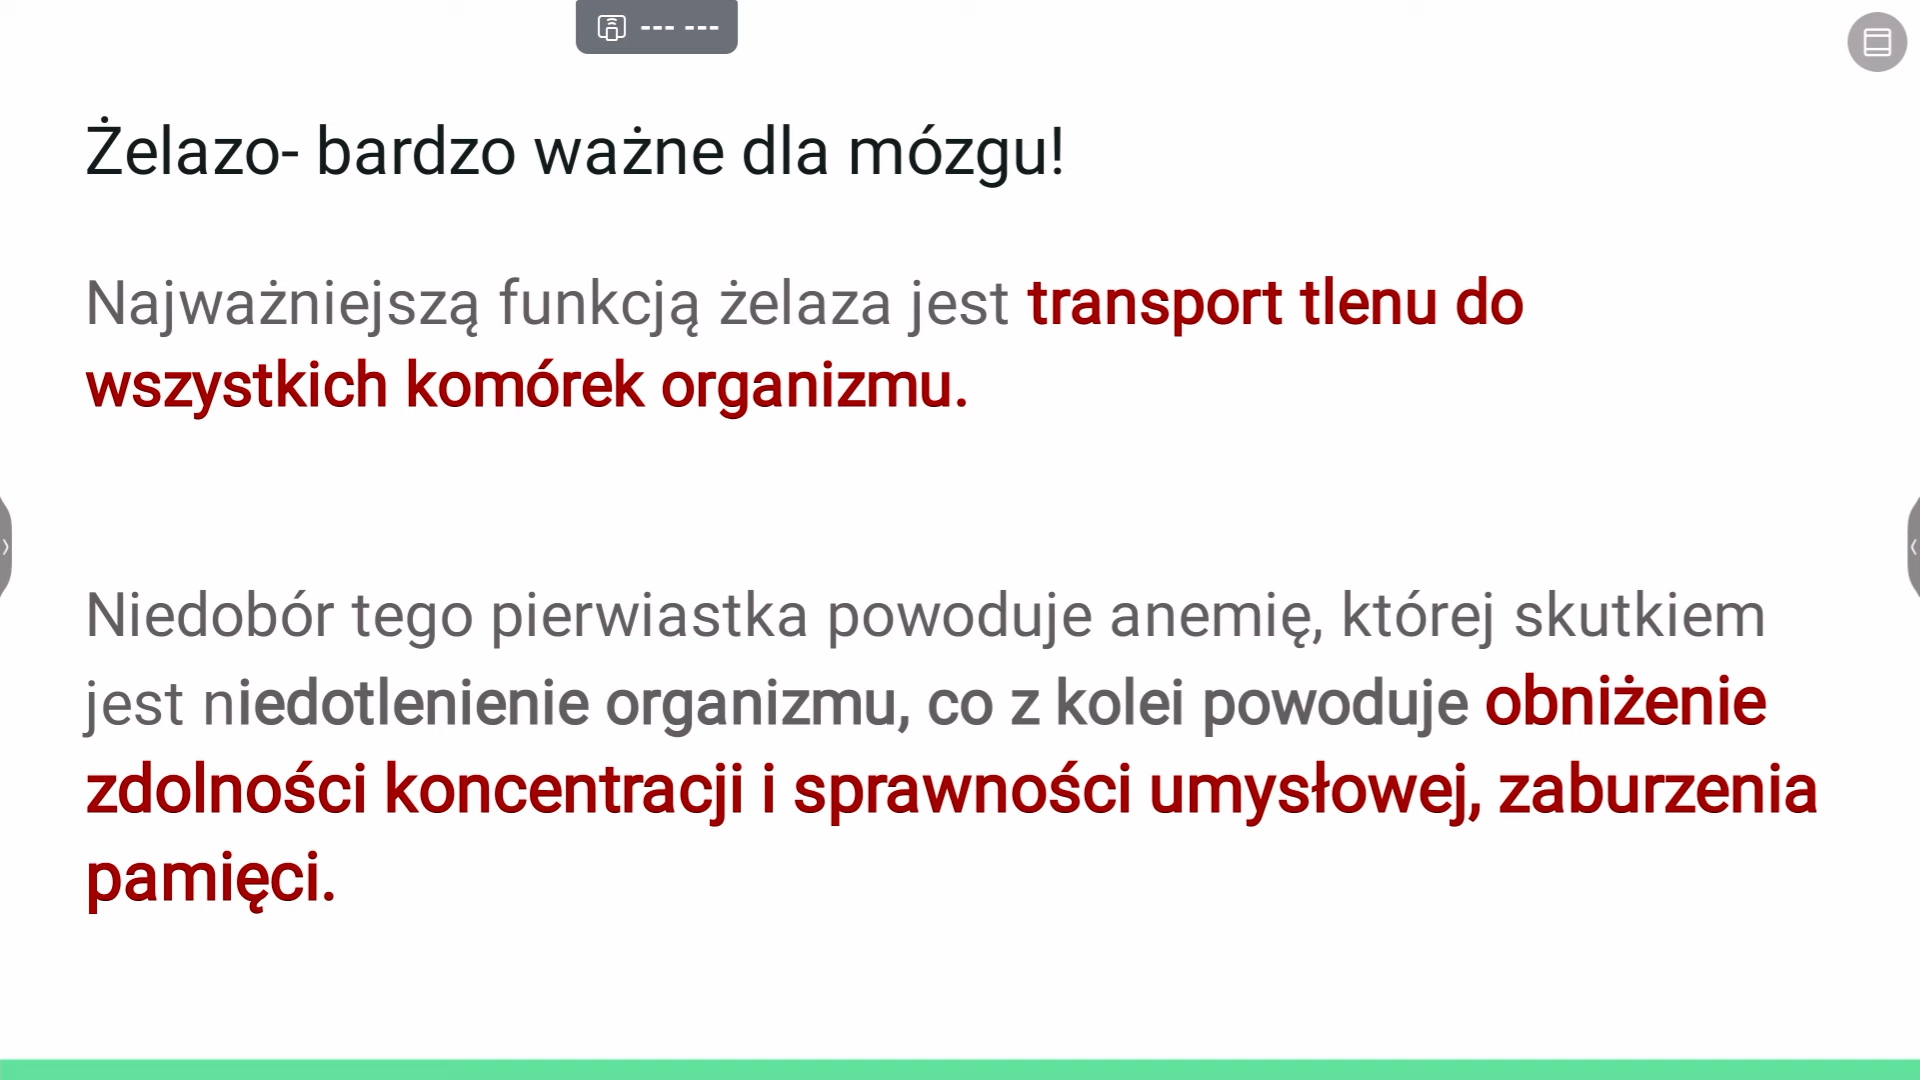 --- ---
Żelazo- bardzo ważne dla mózgu!
Najważniejszą funkcją żelaza jest transport tlenu do
wszystkich komórek organizmu.
Niedobór tego pierwiastka powoduje anemię, której skutkiem
jest niedotlenienie organizmu, co z kolei powoduje obniżenie
zdolności koncentracji i sprawności umysłowej, zaburzenia
pamięci.